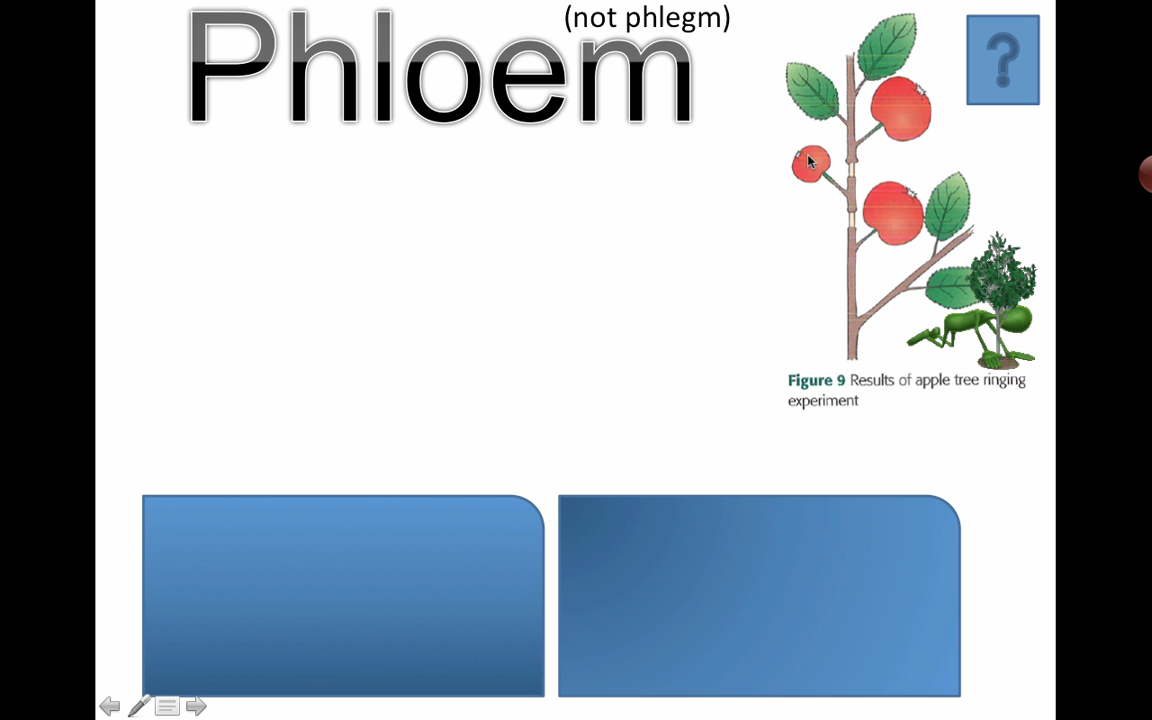 (not phlegm)
Phloem
?
Figure 9 Results of apple tree ringing
experiment